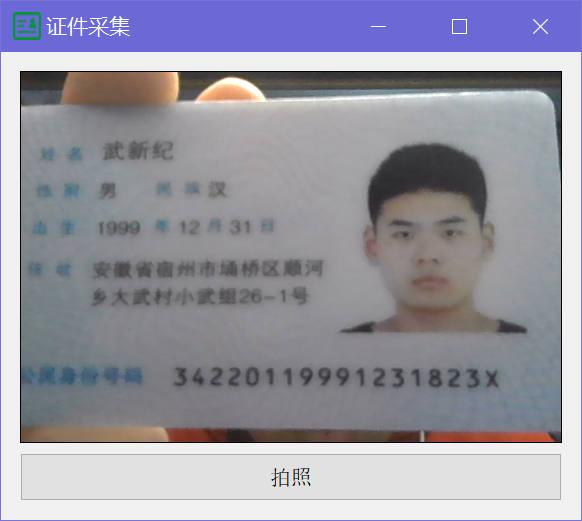 证件采集
姓名 武新纪
性别 男 民族 汉
出生 1999 年 12 月 31 日
住址 安徽省宿州市埇桥区顺河
乡大武村小武组26-1号
公民身份号码 34220119991231823X
拍照